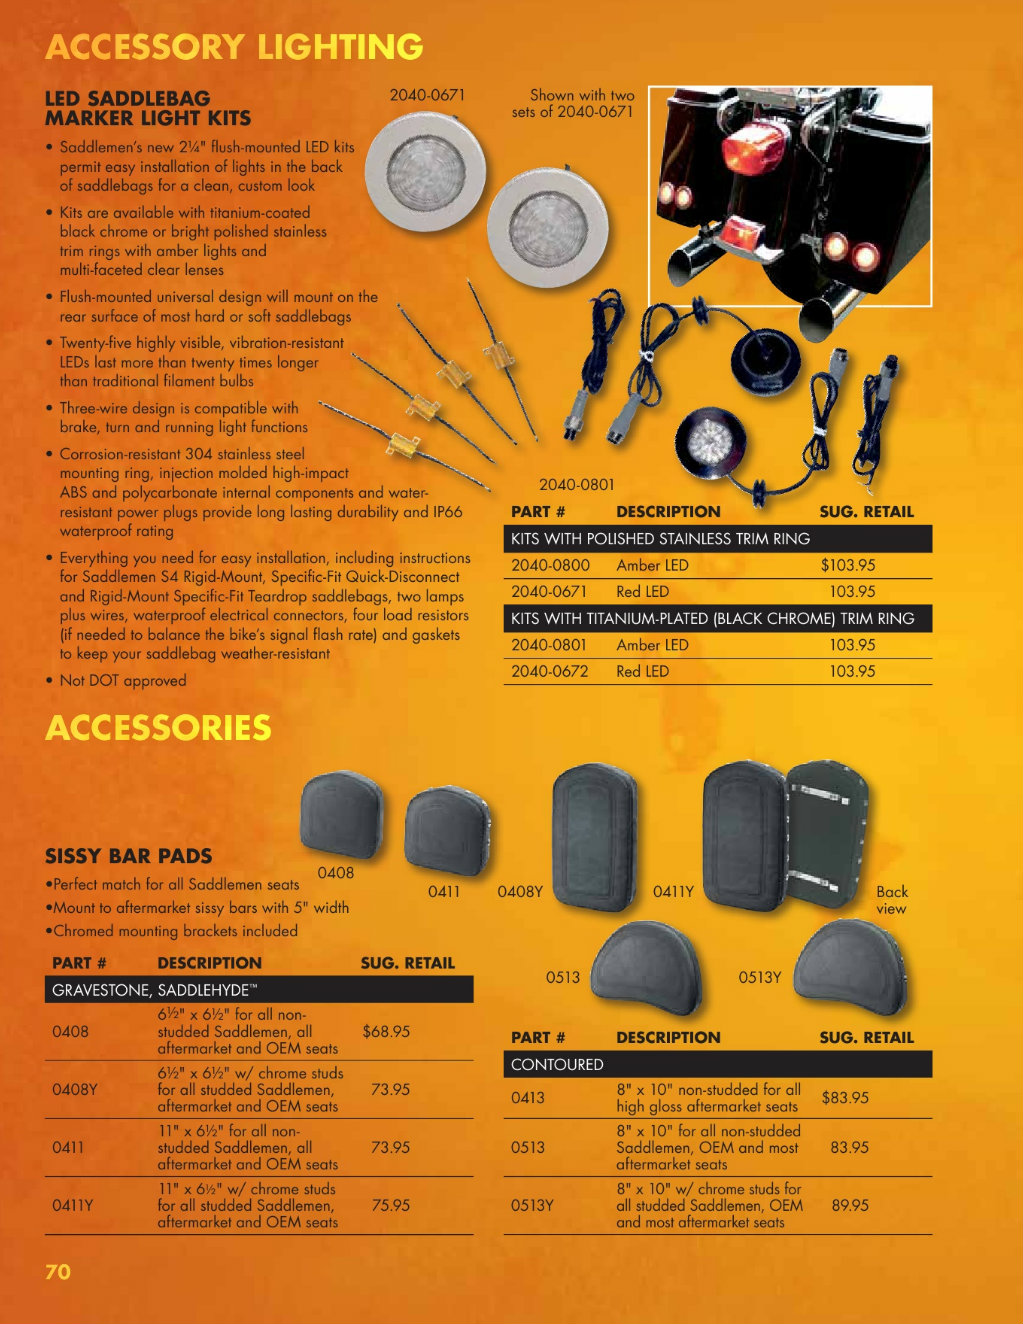 ACCESSORY LIGHTING
LED SADDLEBAG
MARKER LIGHT KITS
• Saddlemen's new 2¼" flush-mounted LED kits
permit easy installation of lights in the back
of saddlebags for a clean, custom look
• Kits are available with titanium-coated
black chrome or bright polished stainless
trim rings with amber lights and
multi-faceted clear lenses
• Flush-mounted universal design will mount on the
rear surface of most hard or soft saddlebags
• Twenty-five highly visible, vibration-resistant
LEDs last more than twenty times longer
than traditional filament bulbs
• Three-wire design is compatible with
brake, turn and running light functions
• Corrosion-resistant 304 stainless steel
mounting ring, injection molded high-impact
ABS and polycarbonate internal components and water-
resistant power plugs provide long lasting durability and IP66
waterproof rating
• Everything you need for easy installation, including instructions
for Saddlemen S4 Rigid-Mount, Specific-Fit Quick-Disconnect
and Rigid-Mount Specific-Fit Teardrop saddlebags, two lamps
plus wires, waterproof electrical connectors, four load resistors
(if needed to balance the bike's signal flash rate) and gaskets
to keep your saddlebag weather-resistant
• Not DOT approved
2040-0671
Shown with two
sets of 2040-0671
2040-0801
PART # DESCRIPTION SUG. RETAIL
KITS WITH POLISHED STAINLESS TRIM RING
2040-0800 Amber LED $103.95
2040-0671 Red LED 103.95
KITS WITH TITANIUM-PLATED (BLACK CHROME) TRIM RING
2040-0801 Amber LED 103.95
2040-0672 Red LED 103.95
ACCESSORIES
SISSY BAR PADS
•Perfect match for all Saddlemen seats
•Mount to aftermarket sissy bars with 5" width
•Chromed mounting brackets included
0408
0411
0408Y
0411Y
Back
view
0513
0513Y
PART # DESCRIPTION SUG. RETAIL
GRAVESTONE, SADDLEHYDE™
6½" x 6½" for all non-
0408 studded Saddlemen, all $68.95
aftermarket and OEM seats
6½" x 6½" w/ chrome studs
0408Y for all studded Saddlemen, 73.95
aftermarket and OEM seats
11" x 6½" for all non-
0411 studded Saddlemen, all 73.95
aftermarket and OEM seats
11" x 6½" w/ chrome studs
0411Y for all studded Saddlemen, 75.95
aftermarket and OEM seats
PART # DESCRIPTION SUG. RETAIL
CONTOURED
8" x 10" non-studded for all
0413 high gloss aftermarket seats $83.95
8" x 10" for all non-studded
0513 Saddlemen, OEM and most 83.95
aftermarket seats
8" x 10" w/ chrome studs for
0513Y all studded Saddlemen, OEM 89.95
and most aftermarket seats
70